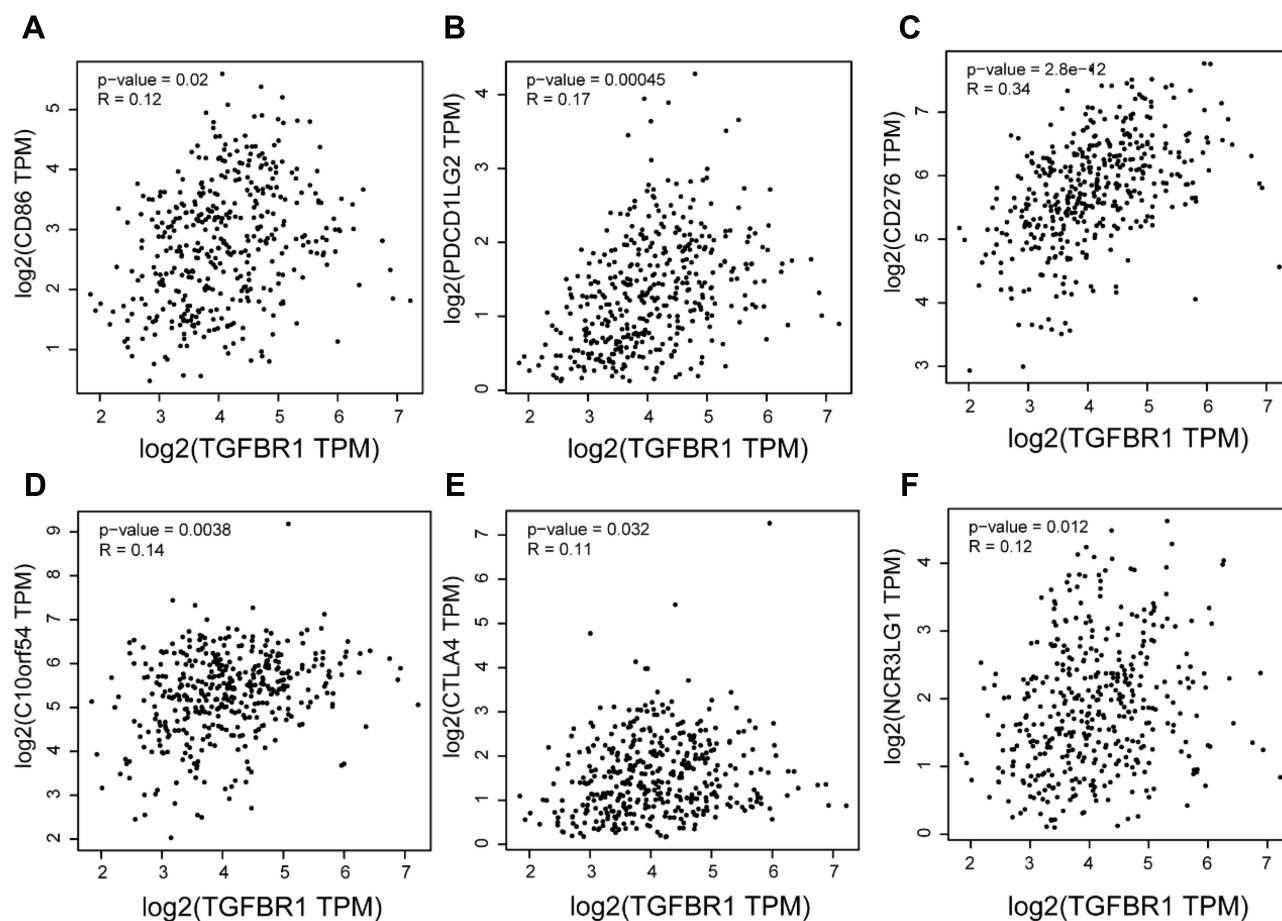 A
p−value = 0.02
R = 0.12
log2(CD86 TPM)
5
4
3
2
1
2 3 4 5 6 7
log2(TGFBR1 TPM)
B
p−value = 0.00045
R = 0.17
log2(PDCD1LG2 TPM)
4
3
2
1
0
2 3 4 5 6 7
log2(TGFBR1 TPM)
C
p−value = 2.8e−12
R = 0.34
log2(CD276 TPM)
7
6
5
4
3
2 3 4 5 6 7
log2(TGFBR1 TPM)
D
p−value = 0.0038
R = 0.14
log2(C10orf54 TPM)
9
8
7
6
5
4
3
2
2 3 4 5 6 7
log2(TGFBR1 TPM)
E
p−value = 0.032
R = 0.11
log2(CTLA4 TPM)
7
6
5
4
3
2
1
0
2 3 4 5 6 7
log2(TGFBR1 TPM)
F
p−value = 0.012
R = 0.12
log2(NCR3LG1 TPM)
4
3
2
1
0
2 3 4 5 6 7
log2(TGFBR1 TPM)